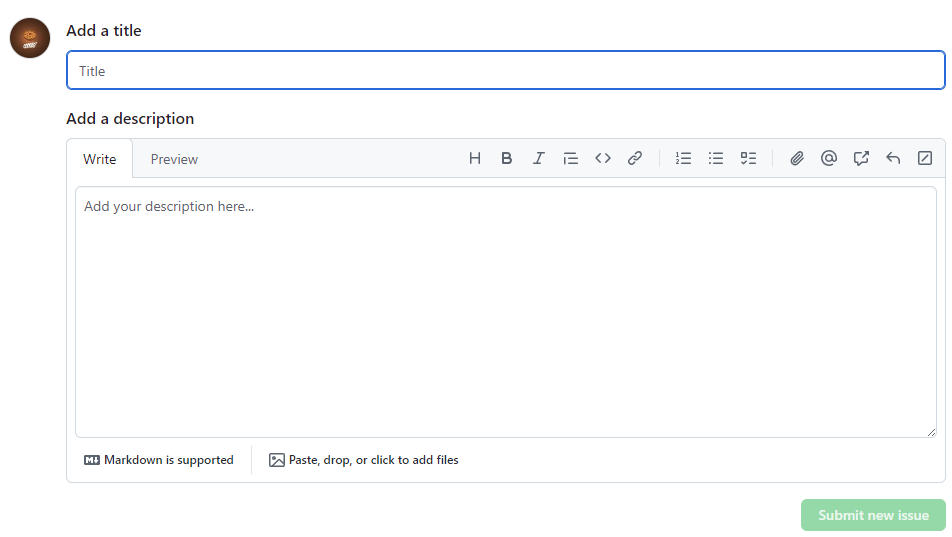 Add a title
Title
Add a description
Write Preview H B I
Add your description here...
Markdown is supported Paste, drop, or click to add files
Submit new issue